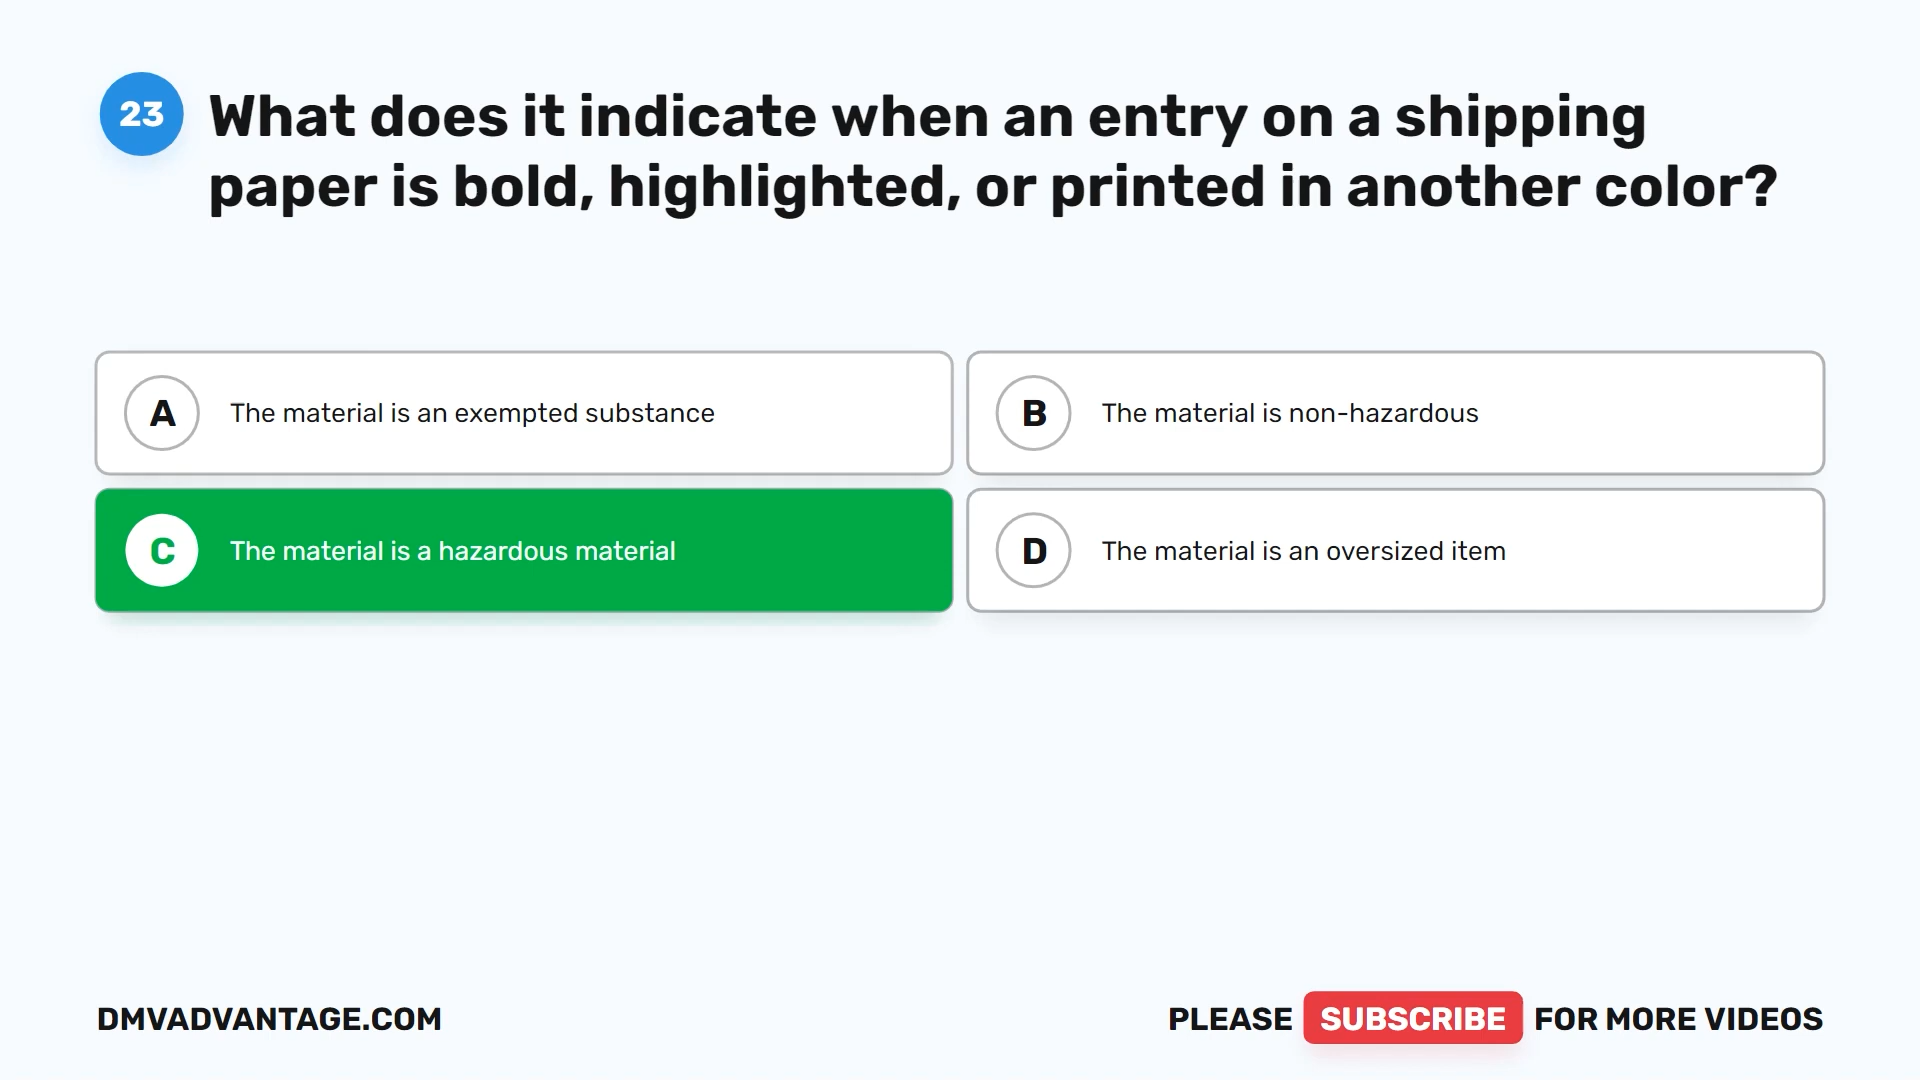 23
What does it indicate when an entry on a shipping
paper is bold, highlighted, or printed in another color?
A The material is an exempted substance
B The material is non-hazardous
C The material is a hazardous material
D The material is an oversized item
DMVADVANTAGE.COM
PLEASE SUBSCRIBE FOR MORE VIDEOS